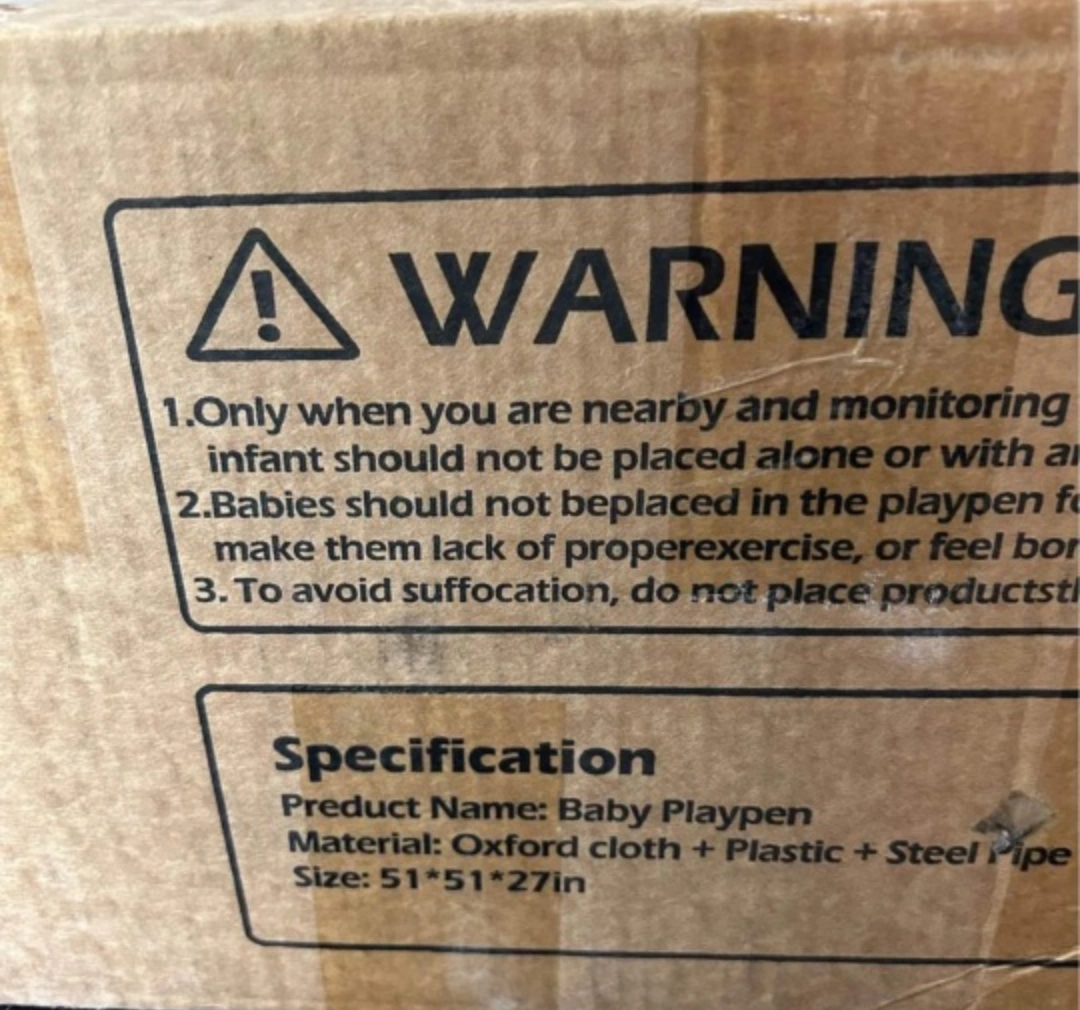 WARNING
1.Only when you are nearby and monitoring
infant should not be placed alone or with
2.Babies should not beplaced in the playpen
make them lack of properexercise, or feel
3. To avoid suffocation, do not place
Specification
Preduct Name: Baby Playpen
Material: Oxford cloth + Plastic + Steel Pipe
Size: 51*51*27in